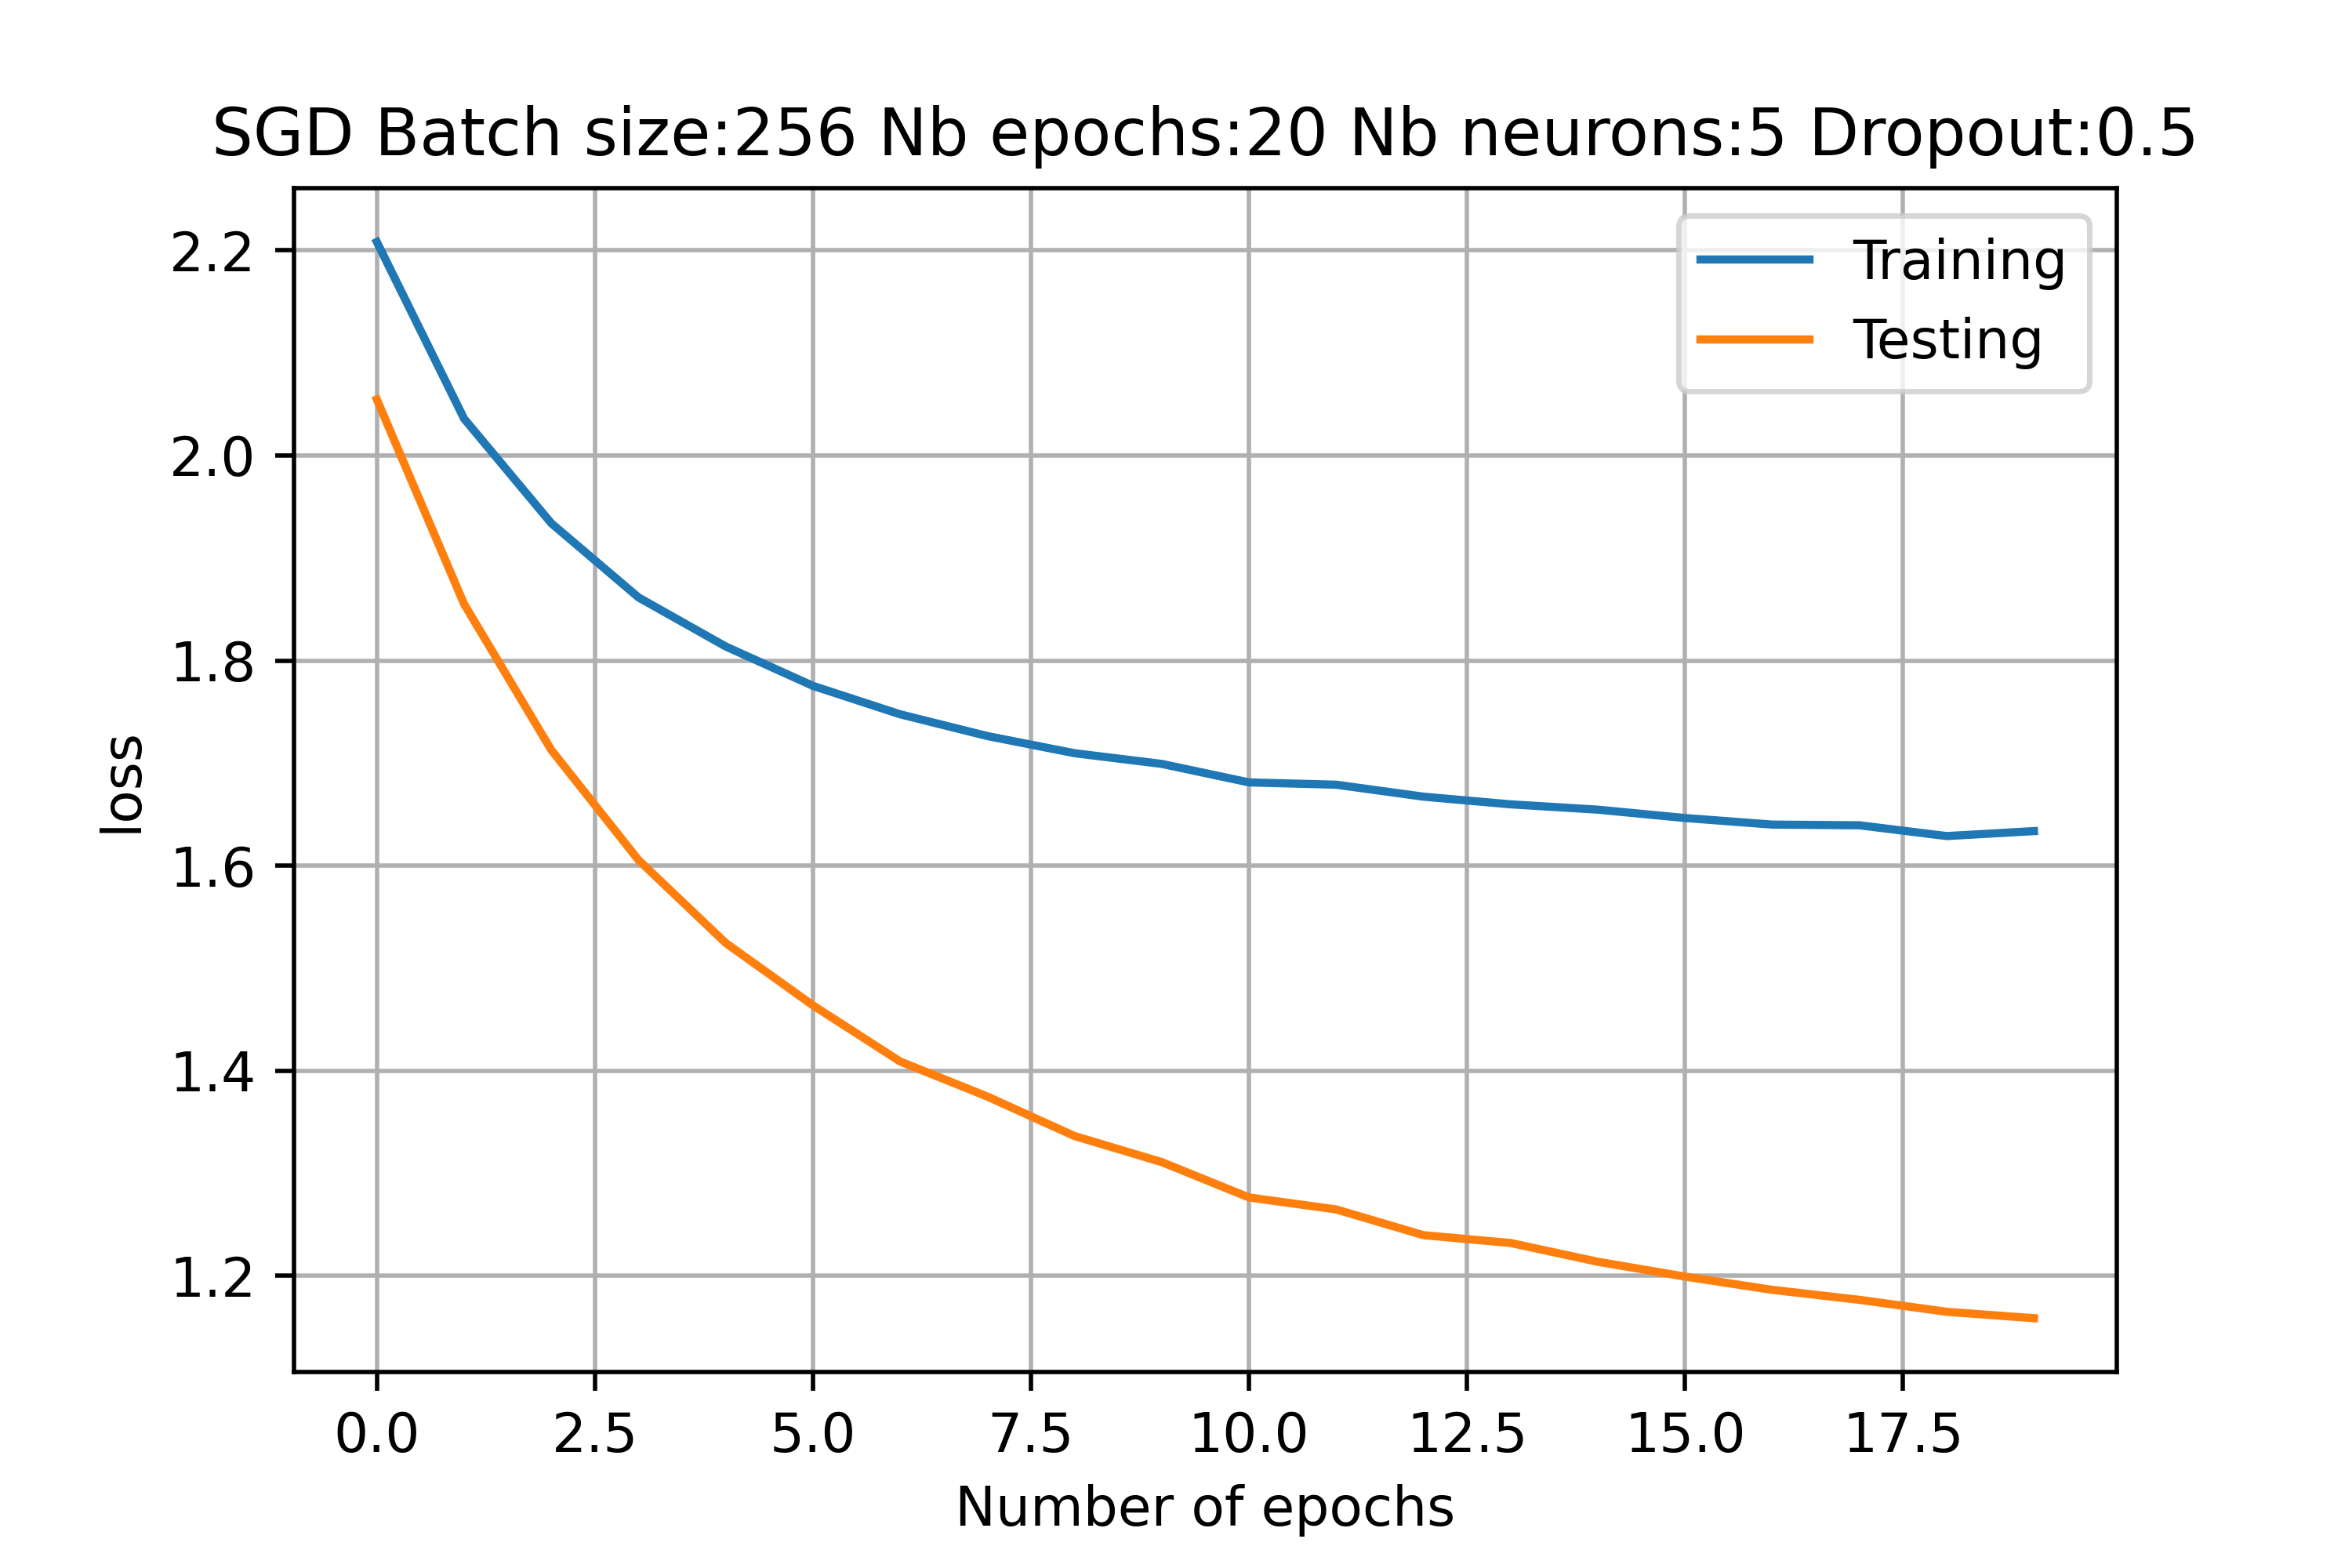 SGD Batch size:256 Nb epochs:20 Nb neurons:5 Dropout:0.5
Training
Testing
2.2
2.0
1.8
1.6
1.4
1.2
loss
0.0 2.5 5.0 7.5 10.0 12.5 15.0 17.5
Number of epochs